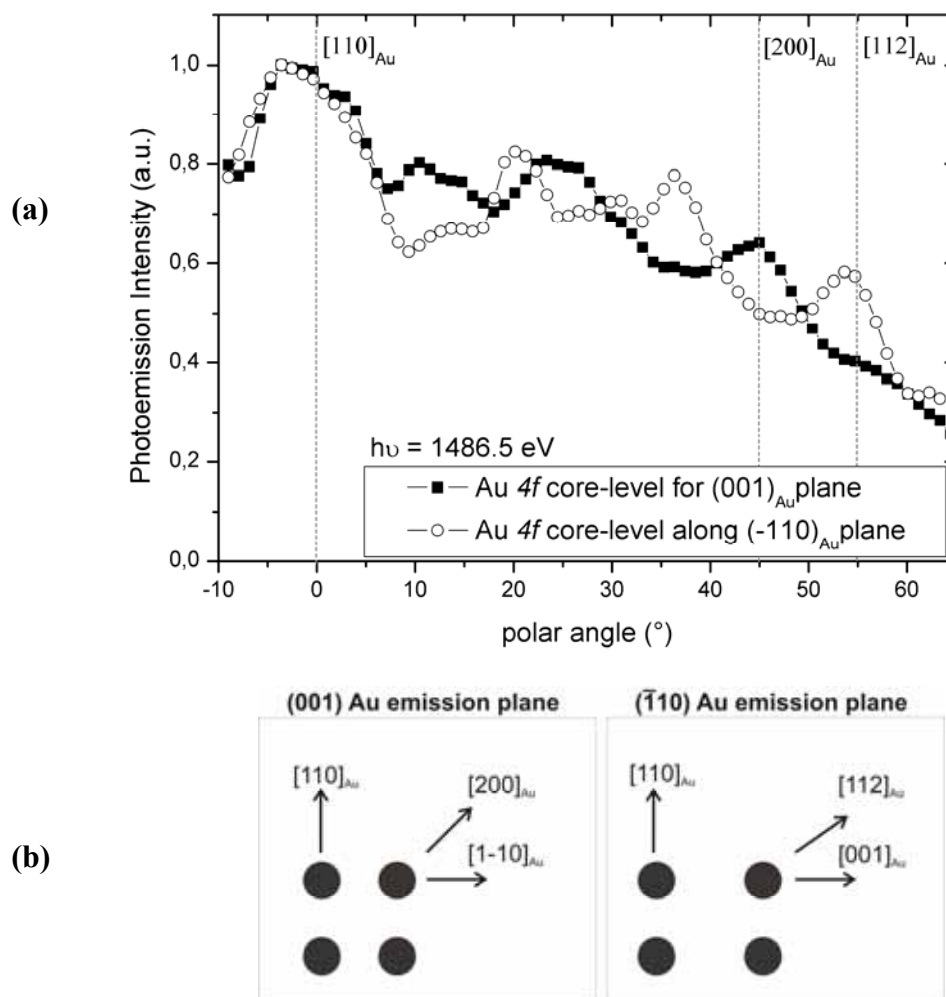 (a)
[110]Au
[200]Au
[112]Au
1,0
0,8
0,6
0,4
0,2
0,0
Photoemission Intensity (a.u.)
hυ = 1486.5 eV
Au 4f core-level for (001)Au plane
Au 4f core-level along (-110)Au plane
-10 0 10 20 30 40 50 60
polar angle (°)
(b)
(001) Au emission plane
[110]Au
[200]Au
[1-10]Au
(1̅10) Au emission plane
[110]Au
[112]Au
[001]Au